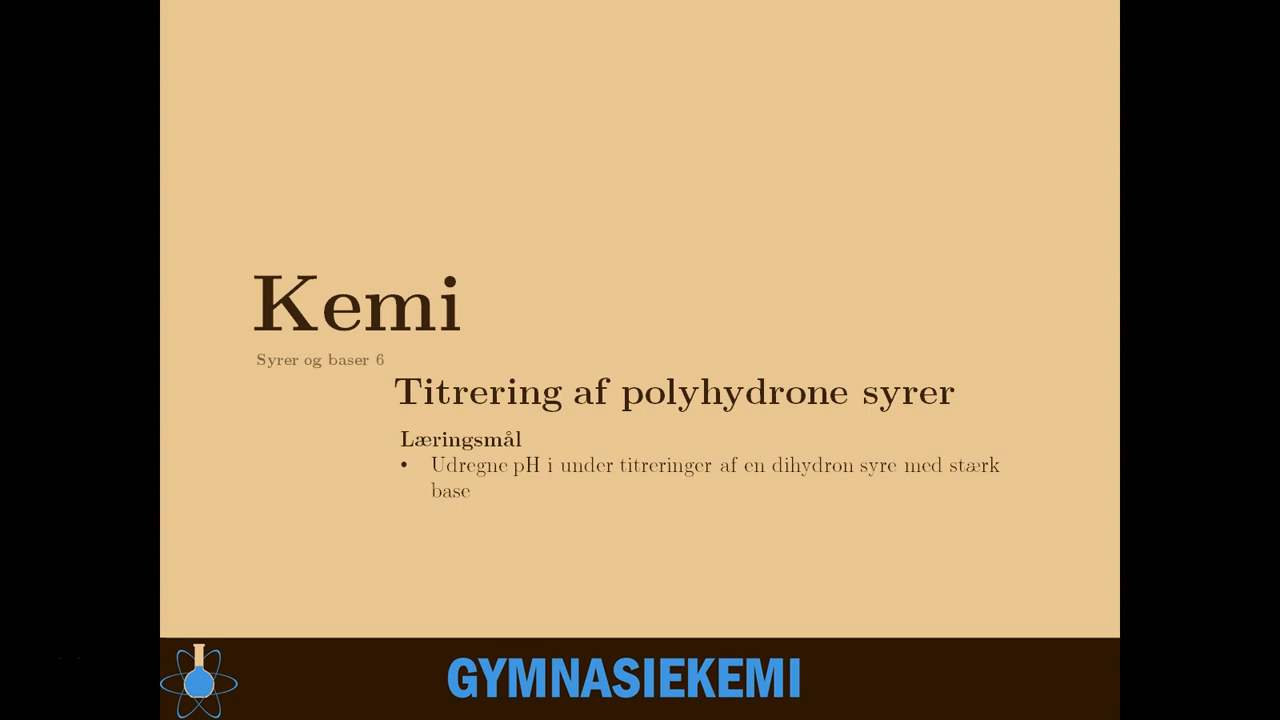 Kemi
Syrer og baser 6
Titrering af polyhydrone syrer
Læringsmål
• Udregne pH i under titreringer af en dihydron syre med stærk
base
GYMNASIEKEMI